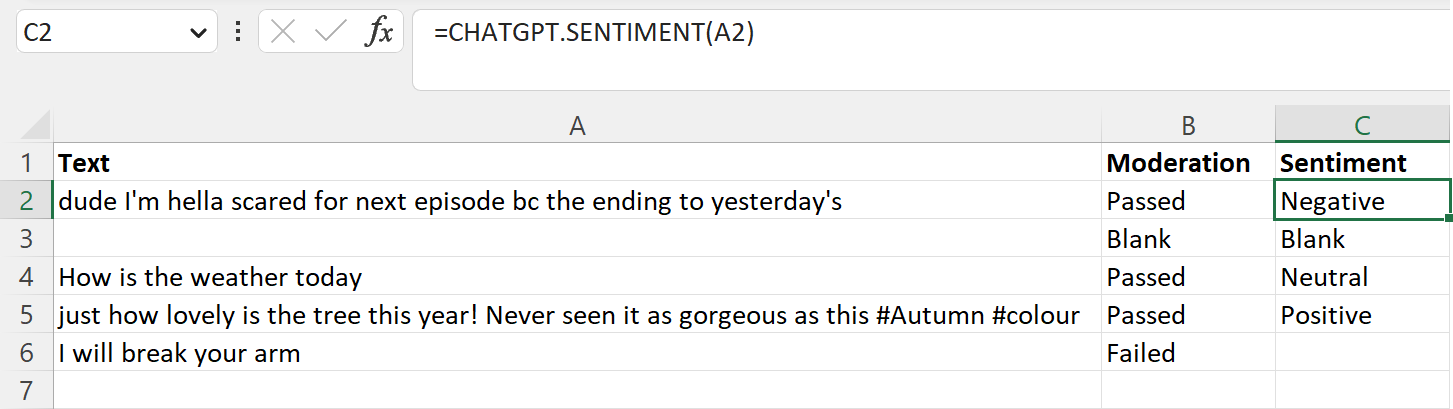 C2 fx =CHATGPT.SENTIMENT(A2)
A B C
1 Text Moderation Sentiment
2 dude I'm hella scared for next episode bc the ending to yesterday's Passed Negative
3 Blank Blank
4 How is the weather today Passed Neutral
5 just how lovely is the tree this year! Never seen it as gorgeous as this #Autumn #colour Passed Positive
6 I will break your arm Failed
7